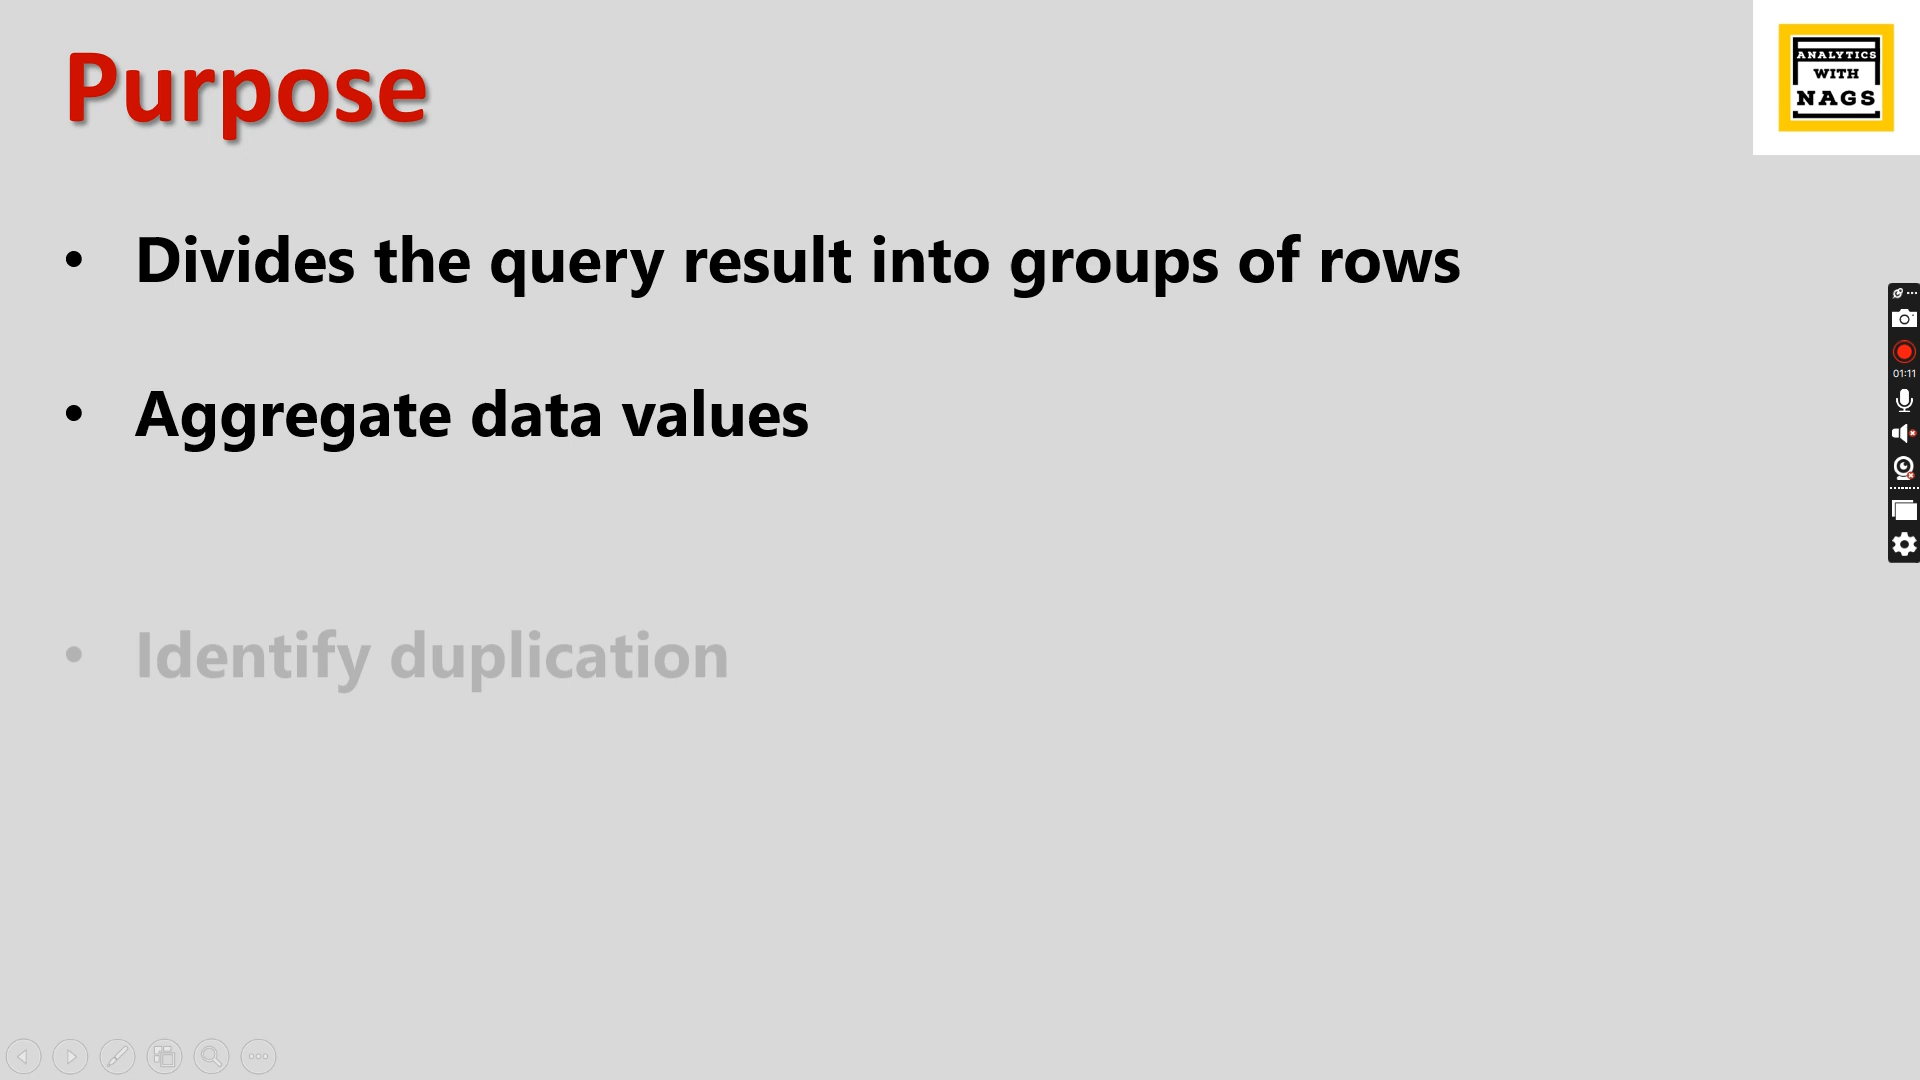 Purpose
ANALYTICS
WITH
NAGS
• Divides the query result into groups of rows
• Aggregate data values
• Identify duplication
01:11